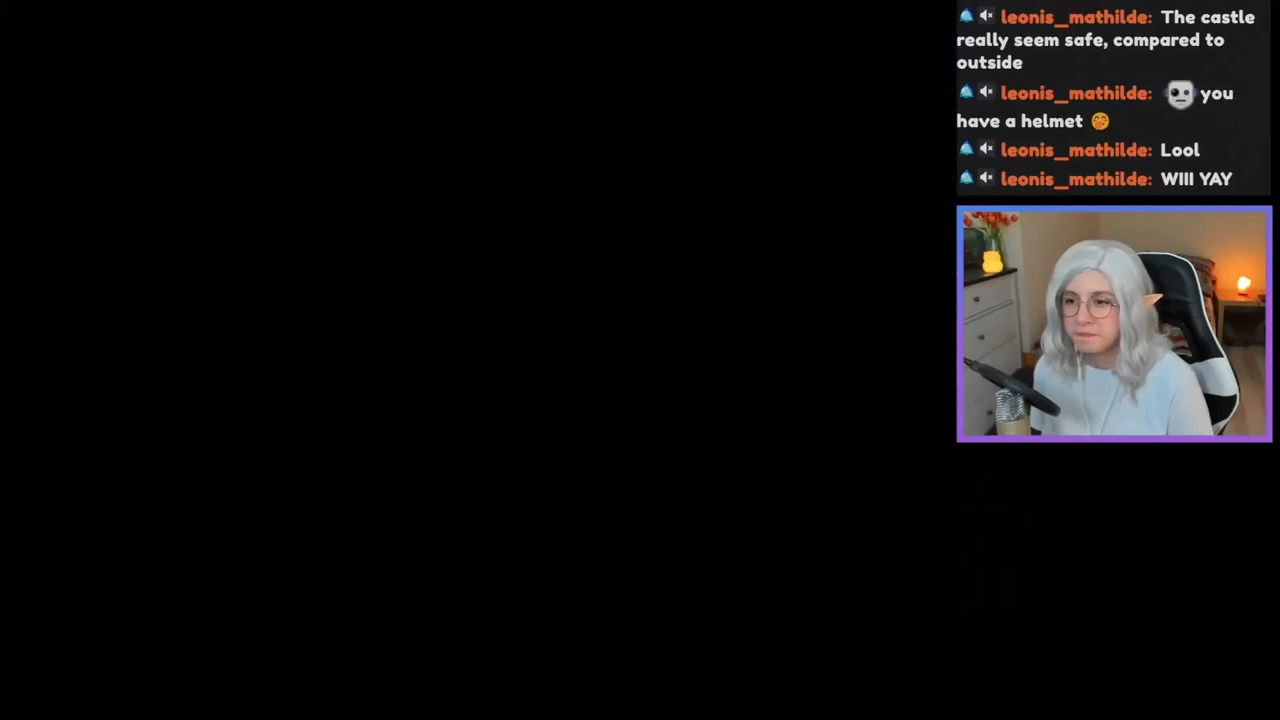 leonis_mathilde: The castle
really seem safe, compared to
outside
leonis_mathilde: you
have a helmet
leonis_mathilde: Lool
leonis_mathilde: WIII YAY